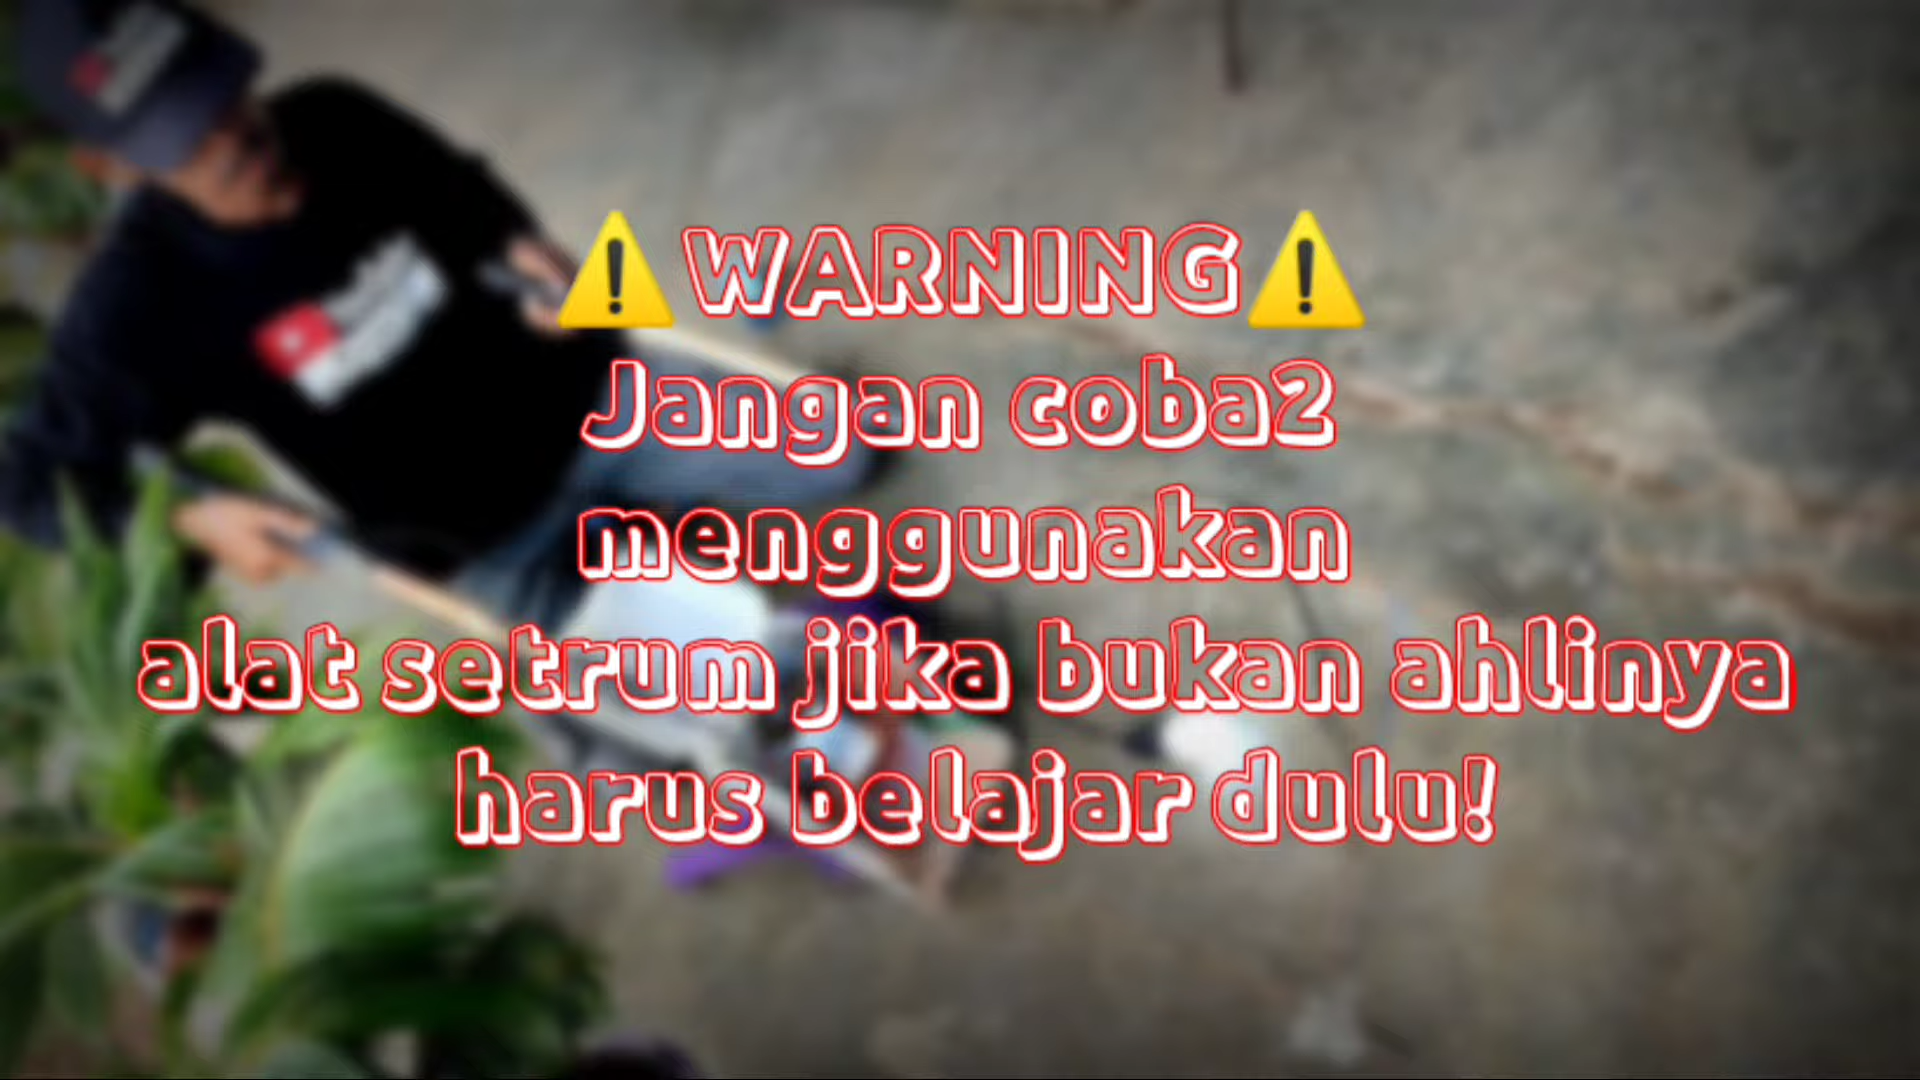 ⚠️WARNING⚠️
Jangan coba2
menggunakan
alat setrum jika bukan ahlinya
harus belajar dulu!